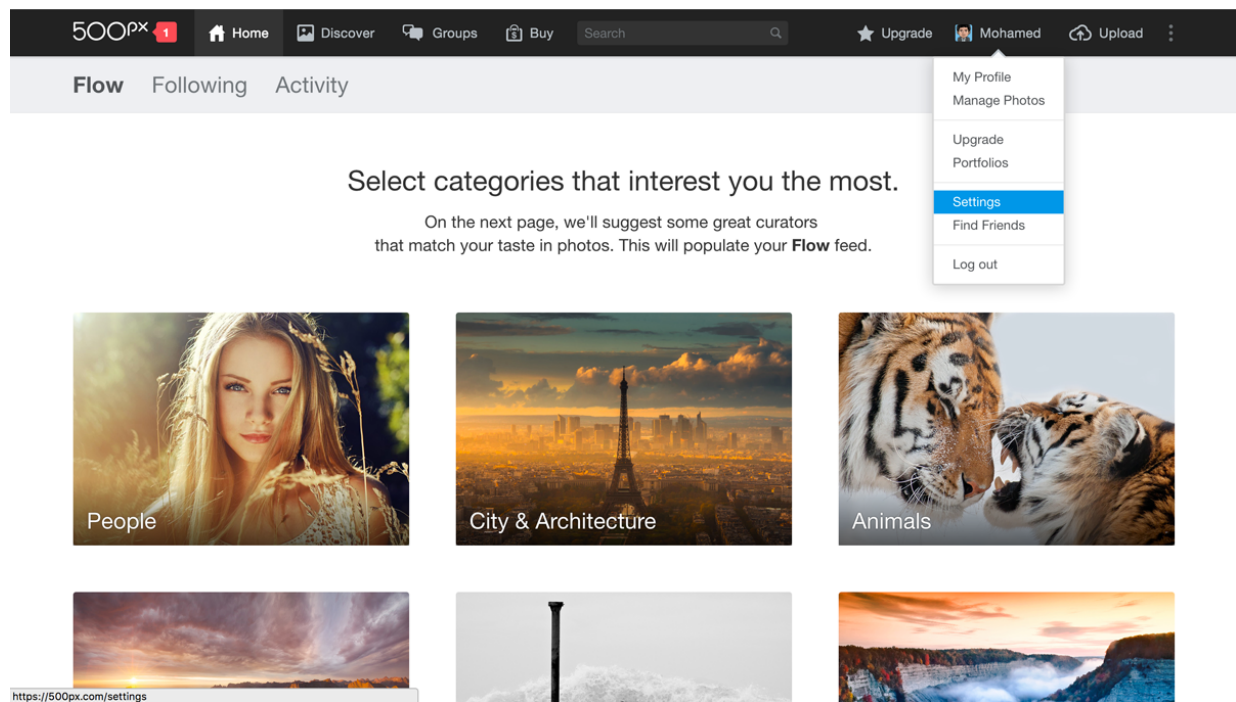 500px 1 Home Discover Groups Buy Search Upgrade Mohamed Upload
Flow Following Activity
My Profile
Manage Photos
Upgrade
Portfolios
Settings
Find Friends
Log out
Select categories that interest you the most.
On the next page, we'll suggest some great curators
that match your taste in photos. This will populate your Flow feed.
People City & Architecture Animals
https://500px.com/settings